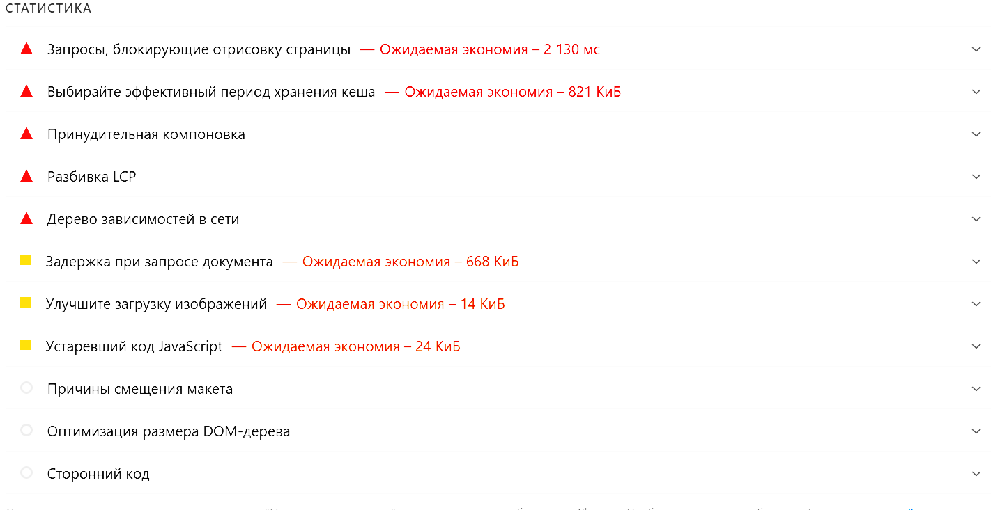 СТАТИСТИКА
Запросы, блокирующие отрисовку страницы — Ожидаемая экономия – 2 130 мс
Выбирайте эффективный период хранения кеша — Ожидаемая экономия – 821 КиБ
Принудительная компоновка
Разбивка LCP
Дерево зависимостей в сети
Задержка при запросе документа — Ожидаемая экономия – 668 КиБ
Улучшите загрузку изображений — Ожидаемая экономия – 14 КиБ
Устаревший код JavaScript — Ожидаемая экономия – 24 КиБ
Причины смещения макета
Оптимизация размера DOM-дерева
Сторонний код